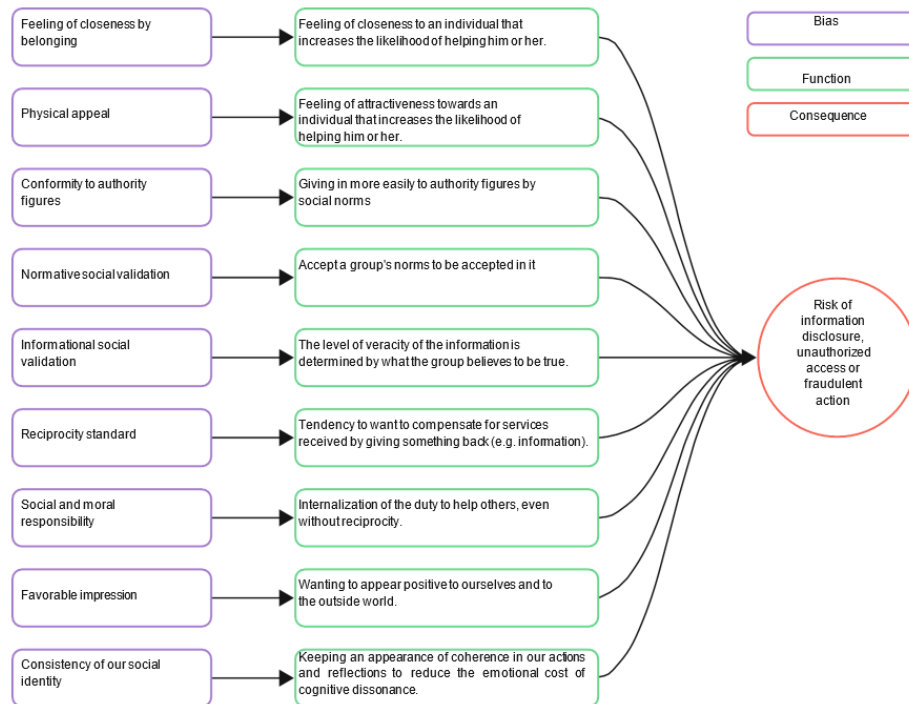 Feeling of closeness by
belonging
Feeling of closeness to an individual that
increases the likelihood of helping him or her.
Bias
Function
Consequence
Physical appeal
Feeling of attractiveness towards an
individual that increases the likelihood of
helping him or her.
Conformity to authority
figures
Giving in more easily to authority figures by
social norms
Normative social validation
Accept a group's norms to be accepted in it
Informational social
validation
The level of veracity of the information is
determined by what the group believes to be true.
Reciprocity standard
Tendency to want to compensate for services
received by giving something back (e.g. information).
Social and moral
responsibility
Internalization of the duty to help others, even
without reciprocity.
Favorable impression
Wanting to appear positive to ourselves and to
the outside world.
Consistency of our social
identity
Keeping an appearance of coherence in our actions
and reflections to reduce the emotional cost of
cognitive dissonance.
Risk of
information
disclosure,
unauthorized
access or
fraudulent
action